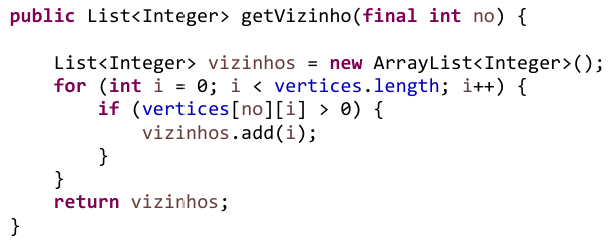 public List<Integer> getVizinho(final int no) {
List<Integer> vizinhos = new ArrayList<Integer>();
for (int i = 0; i < vertices.length; i++) {
if (vertices[no][i] > 0) {
vizinhos.add(i);
}
}
return vizinhos;
}